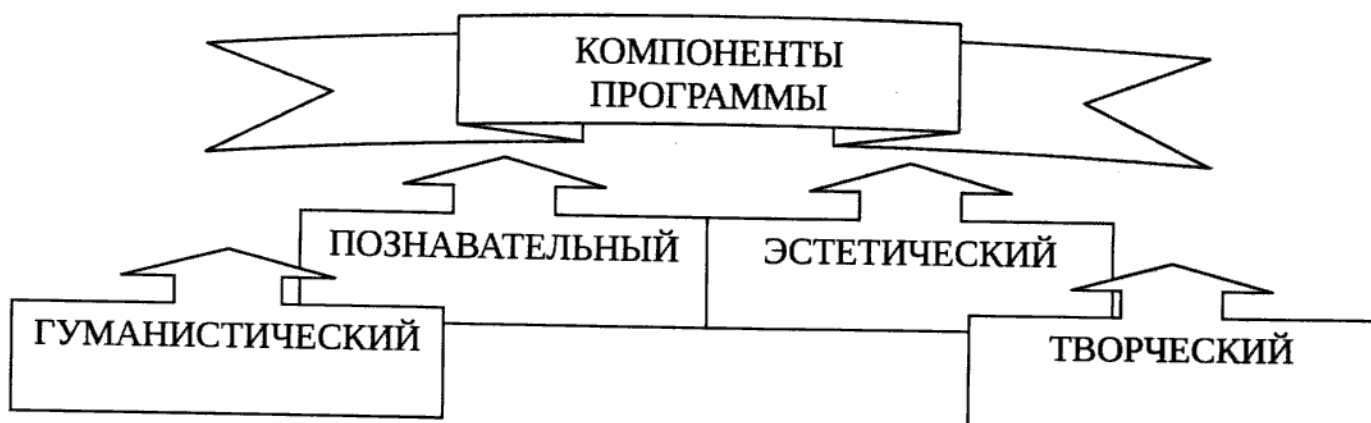 КОМПОНЕНТЫ
ПРОГРАММЫ
ПОЗНАВАТЕЛЬНЫЙ
ЭСТЕТИЧЕСКИЙ
ГУМАНИСТИЧЕСКИЙ
ТВОРЧЕСКИЙ